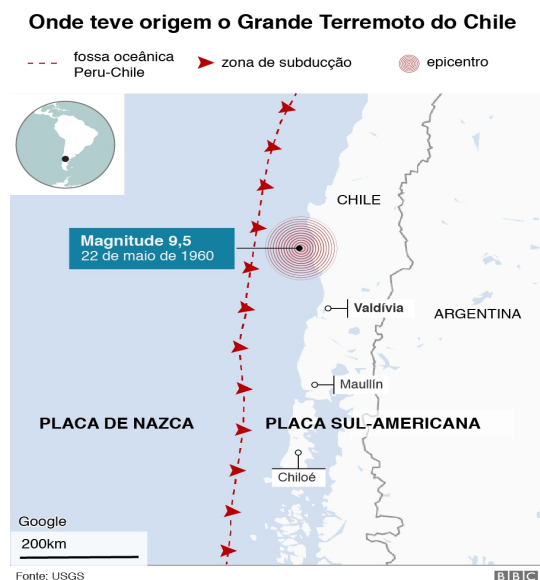 Onde teve origem o Grande Terremoto do Chile
fossa oceânica
Peru-Chile
zona de subducção
epicentro
CHILE
Magnitude 9,5
22 de maio de 1960
Valdívia
ARGENTINA
Maullín
PLACA DE NAZCA
PLACA SUL-AMERICANA
Chiloé
Google
200km
Fonte: USGS
BBC